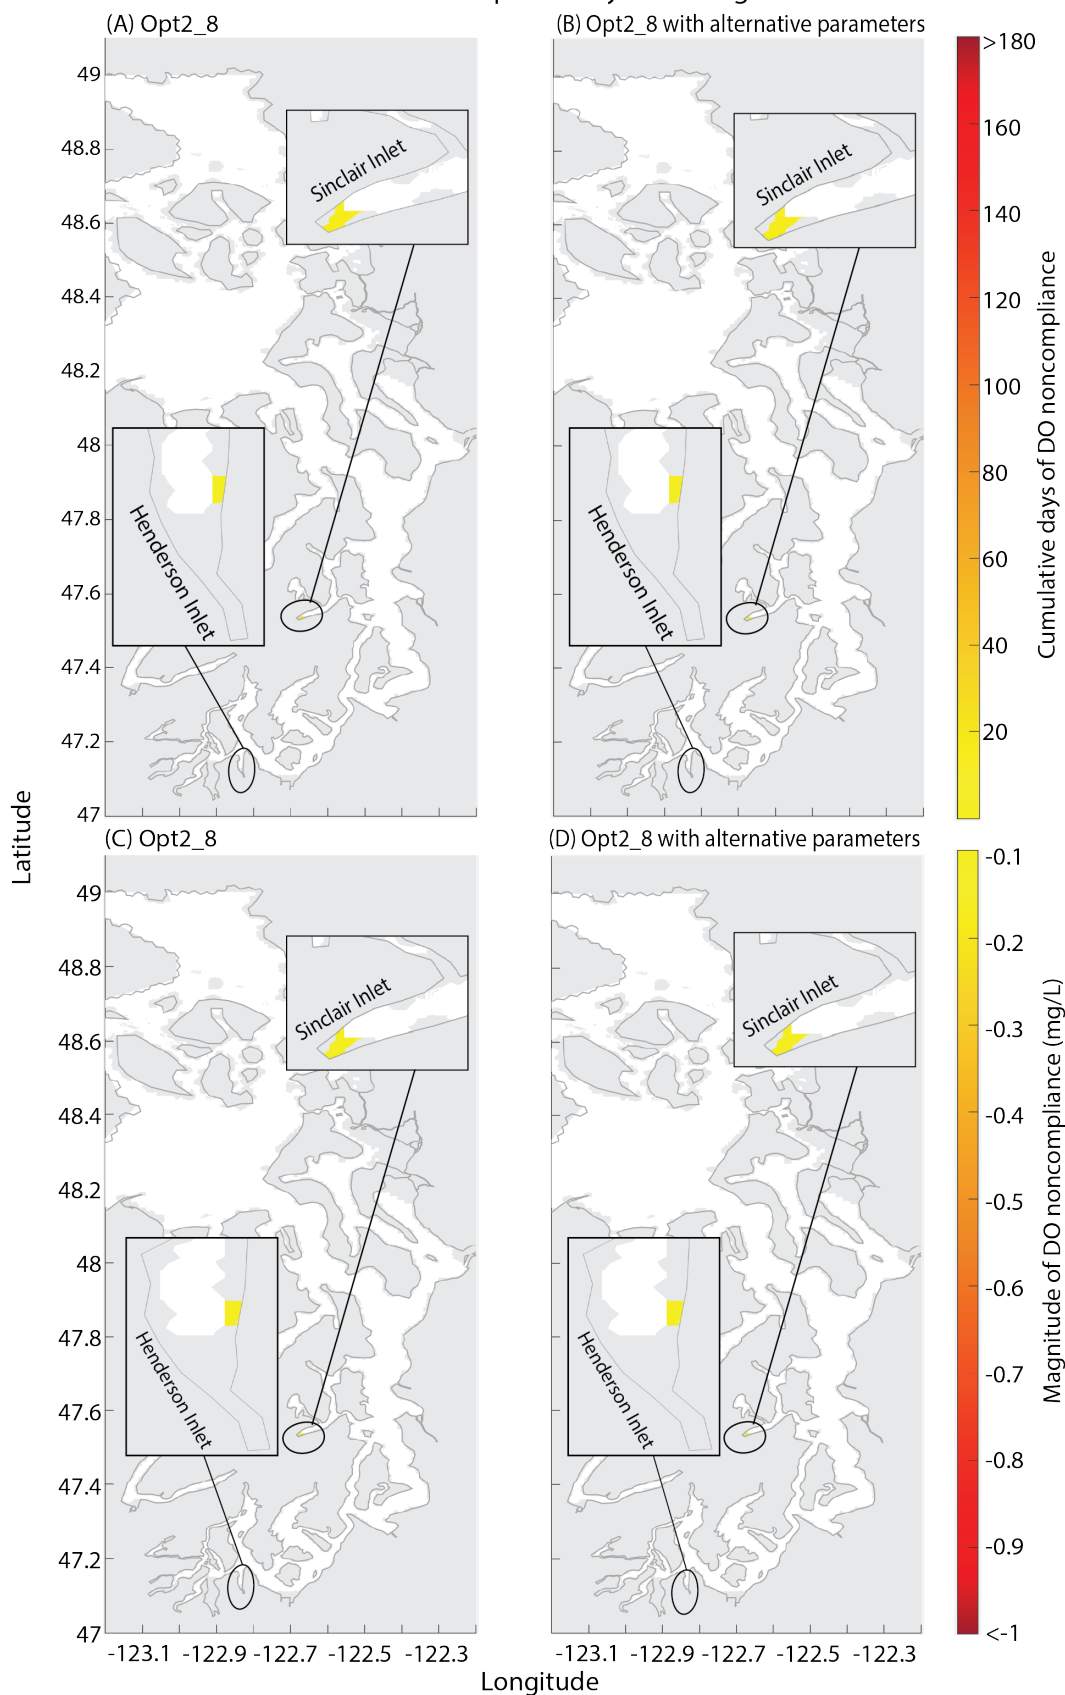 (A) Opt2_8
(B) Opt2_8 with alternative parameters
49
48.8
48.6
48.4
48.2
48
47.8
47.6
47.4
47.2
47
Sinclair Inlet
Henderson Inlet
Sinclair Inlet
Henderson Inlet
>180
160
140
120
100
80
60
40
20
Cumulative days of DO noncompliance
Latitude
(C) Opt2_8
(D) Opt2_8 with alternative parameters
49
48.8
48.6
48.4
48.2
48
47.8
47.6
47.4
47.2
47
Sinclair Inlet
Henderson Inlet
Sinclair Inlet
Henderson Inlet
-0.1
-0.2
-0.3
-0.4
-0.5
-0.6
-0.7
-0.8
-0.9
<-1
Magnitude of DO noncompliance (mg/L)
-123.1 -122.9 -122.7 -122.5 -122.3
-123.1 -122.9 -122.7 -122.5 -122.3
Longitude